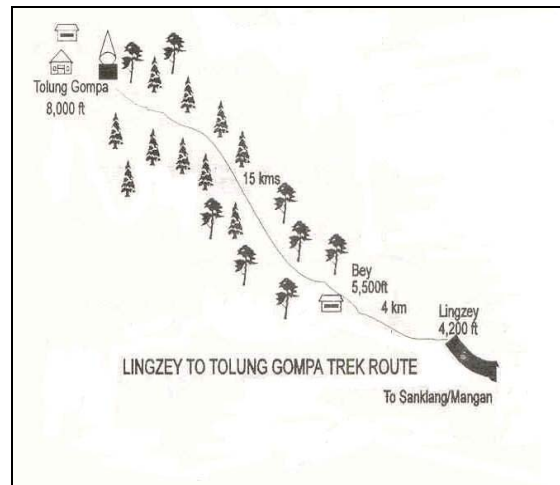 Tolung Gompa
8,000 ft
15 kms
Bey
5,500ft
4 km
Lingzey
4,200 ft
LINGZEY TO TOLUNG GOMPA TREK ROUTE
To Sanklang/Mangan